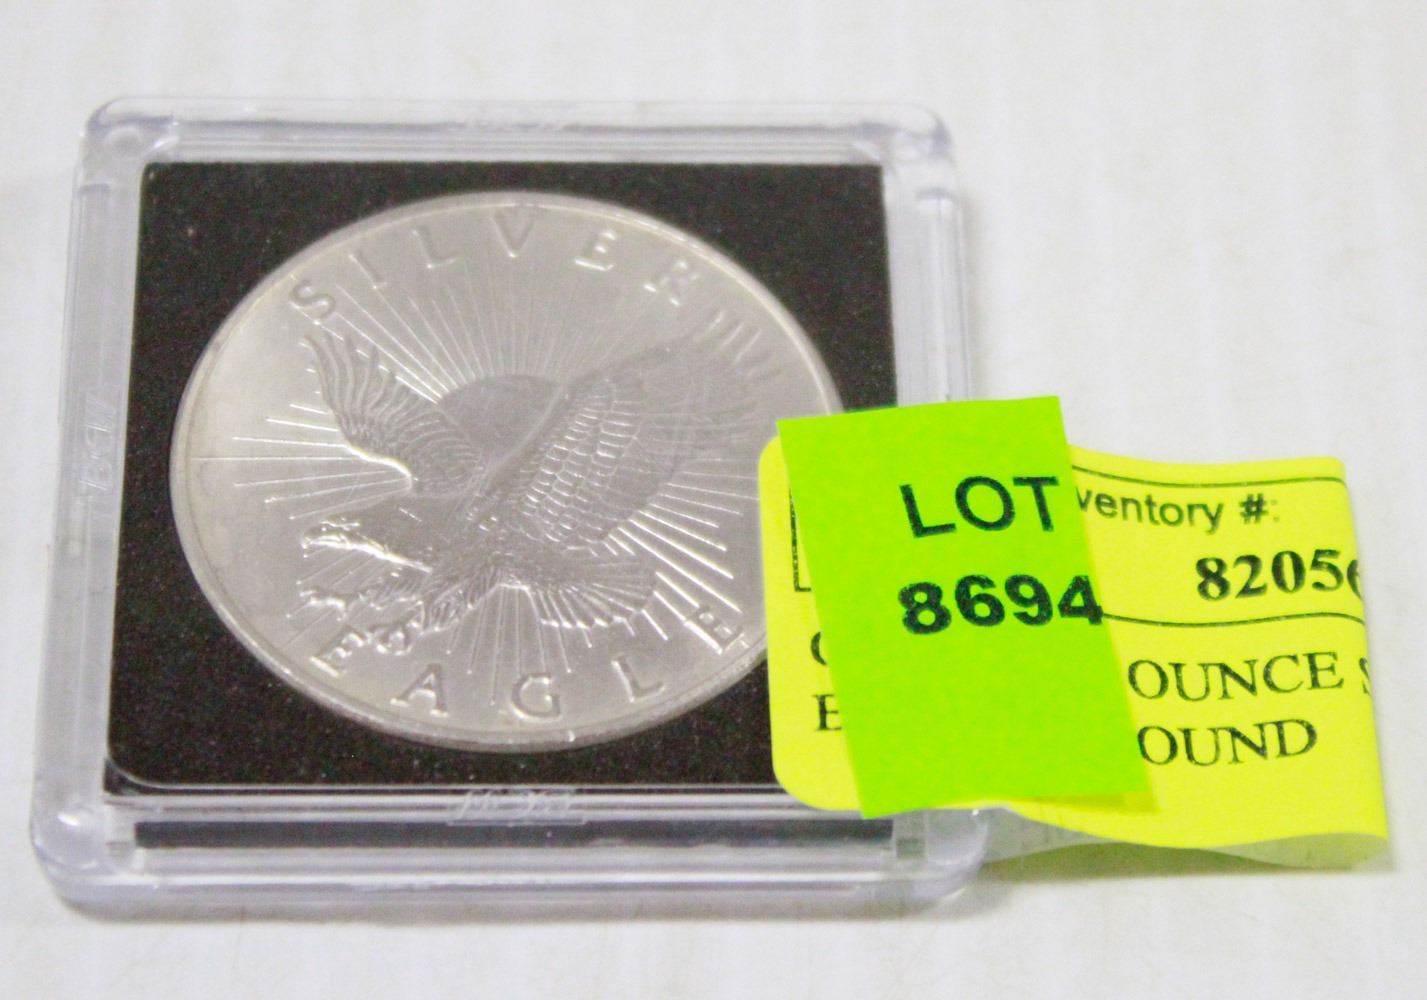 SILVER
EAGLE
LOT
8694
ventory #:
8205
OUNCE
OUND